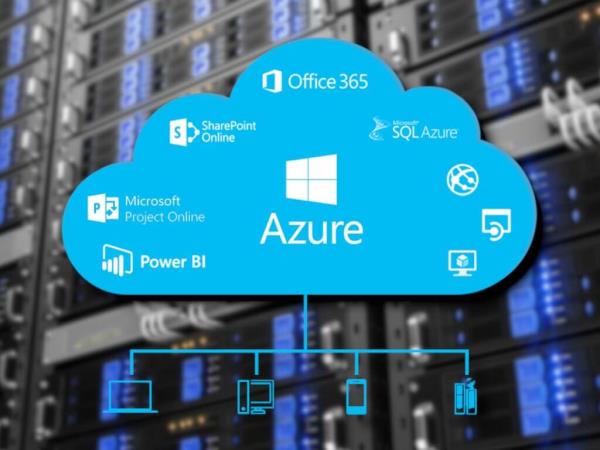 Office 365
SharePoint
Online
Microsoft
SQL Azure
Microsoft
Project Online
Azure
Power BI